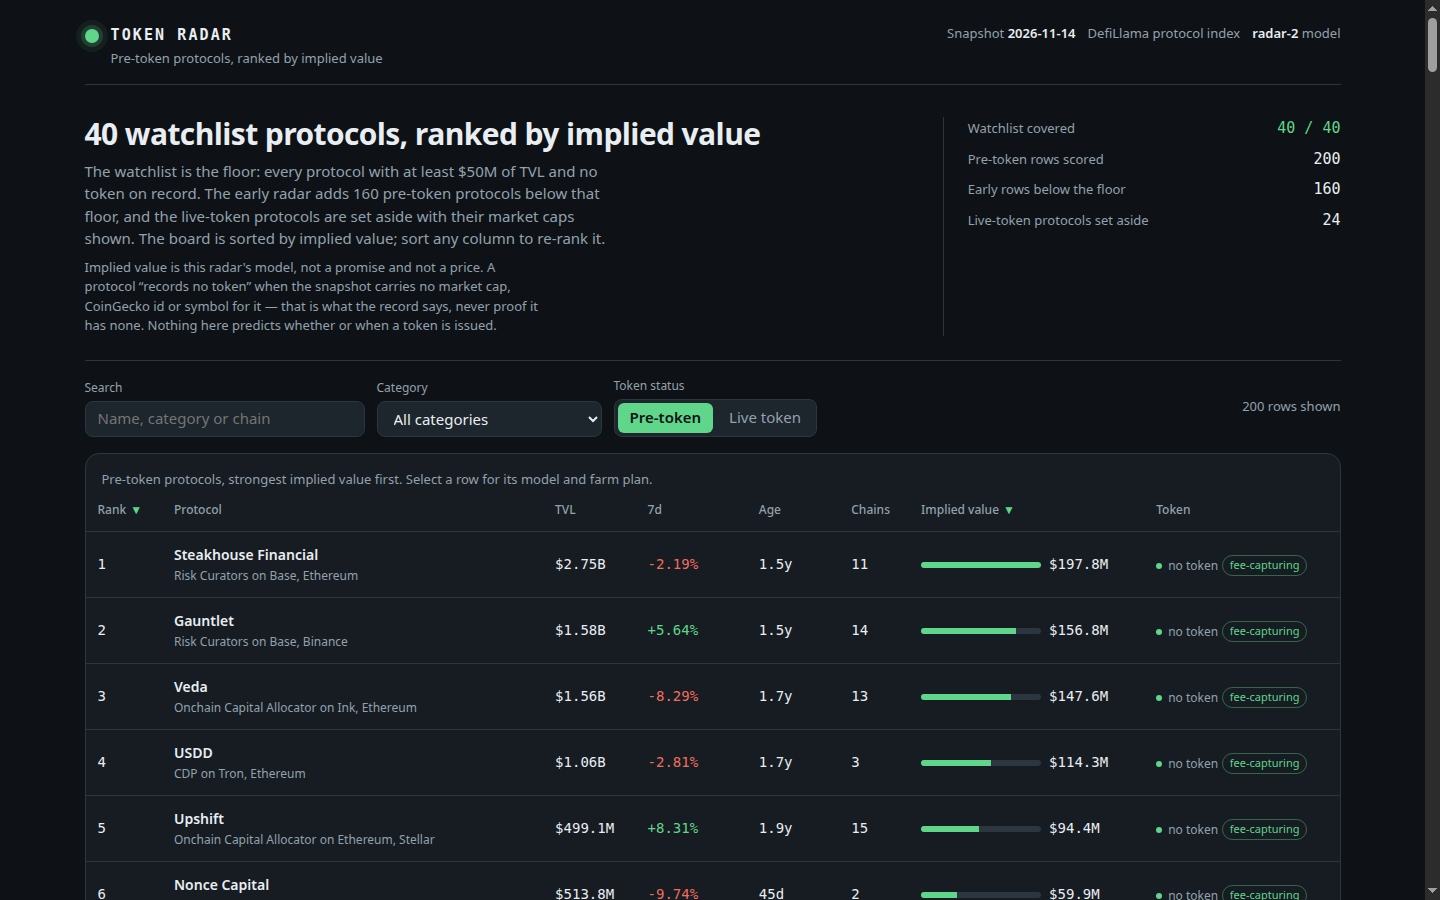 TOKEN RADAR
Pre-token protocols, ranked by implied value
Snapshot 2026-11-14 DefiLlama protocol index radar-2 model
40 watchlist protocols, ranked by implied value
The watchlist is the floor: every protocol with at least $50M of TVL and no
token on record. The early radar adds 160 pre-token protocols below that
floor, and the live-token protocols are set aside with their market caps
shown. The board is sorted by implied value; sort any column to re-rank it.
Implied value is this radar's model, not a promise and not a price. A
protocol “records no token” when the snapshot carries no market cap,
CoinGecko id or symbol for it — that is what the record says, never proof it
has none. Nothing here predicts whether or when a token is issued.
Watchlist covered 40 / 40
Pre-token rows scored 200
Early rows below the floor 160
Live-token protocols set aside 24
Search
Name, category or chain
Category
All categories
Token status
Pre-token Live token
200 rows shown
Pre-token protocols, strongest implied value first. Select a row for its model and farm plan.
Rank ▼ Protocol TVL 7d Age Chains Implied value ▼ Token
1 Steakhouse Financial $2.75B -2.19% 1.5y 11 $197.8M no token fee-capturing
Risk Curators on Base, Ethereum
2 Gauntlet $1.58B +5.64% 1.5y 14 $156.8M no token fee-capturing
Risk Curators on Base, Binance
3 Veda $1.56B -8.29% 1.7y 13 $147.6M no token fee-capturing
Onchain Capital Allocator on Ink, Ethereum
4 USDD $1.06B -2.81% 1.7y 3 $114.3M no token fee-capturing
CDP on Tron, Ethereum
5 Upshift $499.1M +8.31% 1.9y 15 $94.4M no token fee-capturing
Onchain Capital Allocator on Ethereum, Stellar
6 Nonce Capital $513.8M -9.74% 45d 2 $59.9M no token fee-capturing